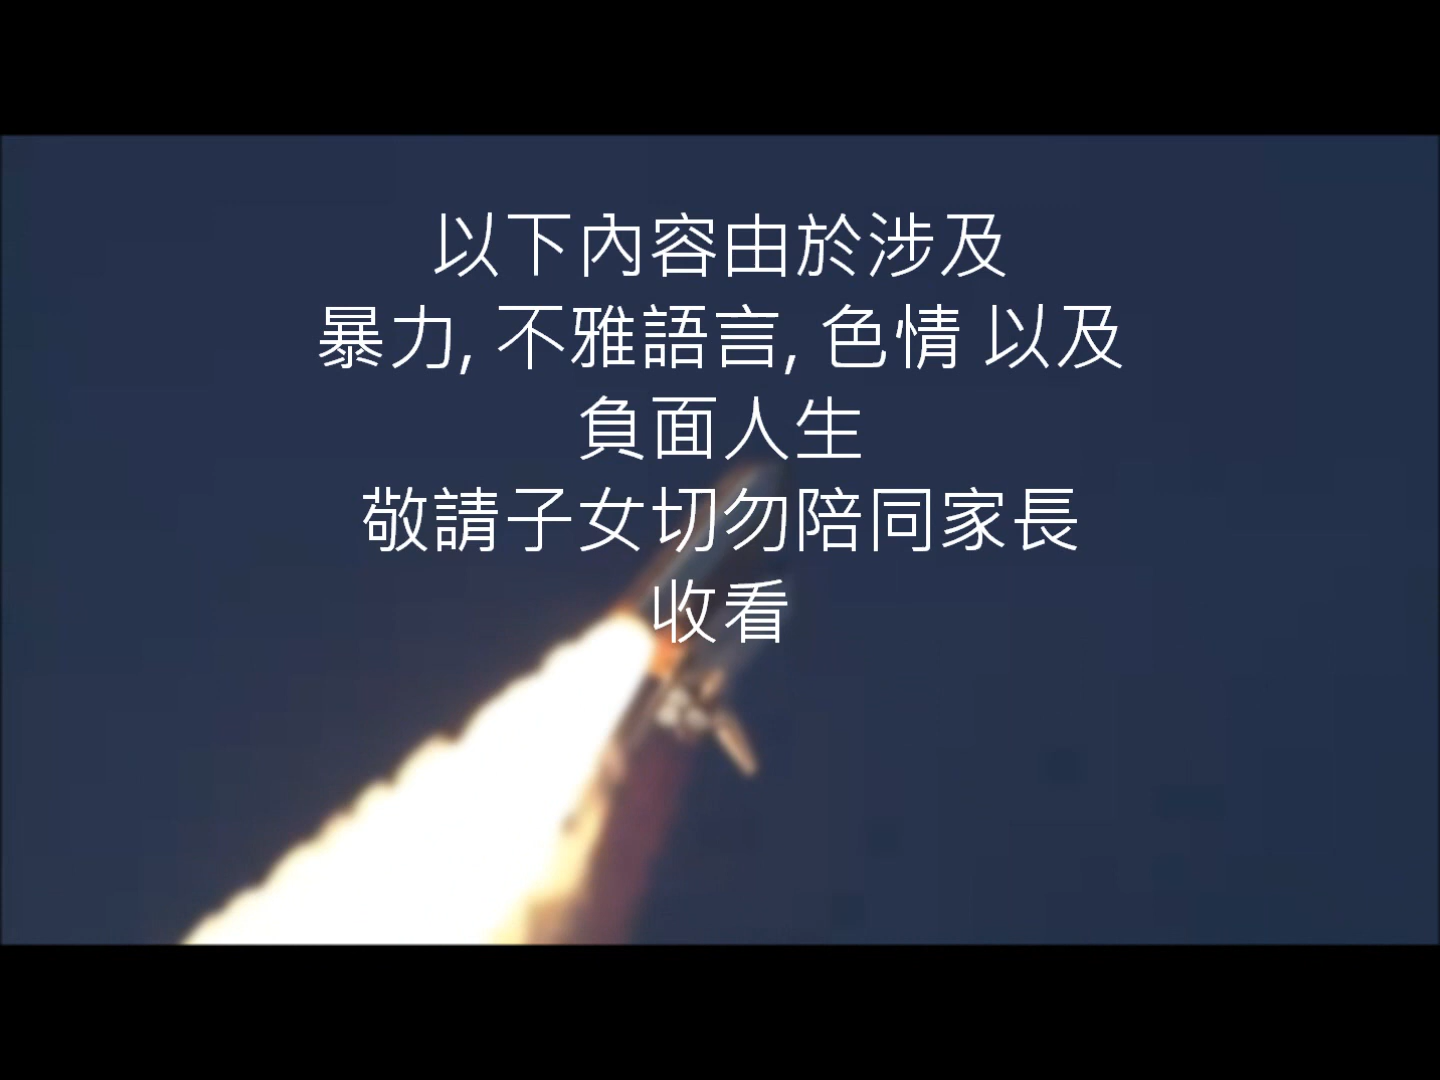 以下內容由於涉及
暴力, 不雅語言, 色情 以及
負面人生
敬請子女切勿陪同家長
收看